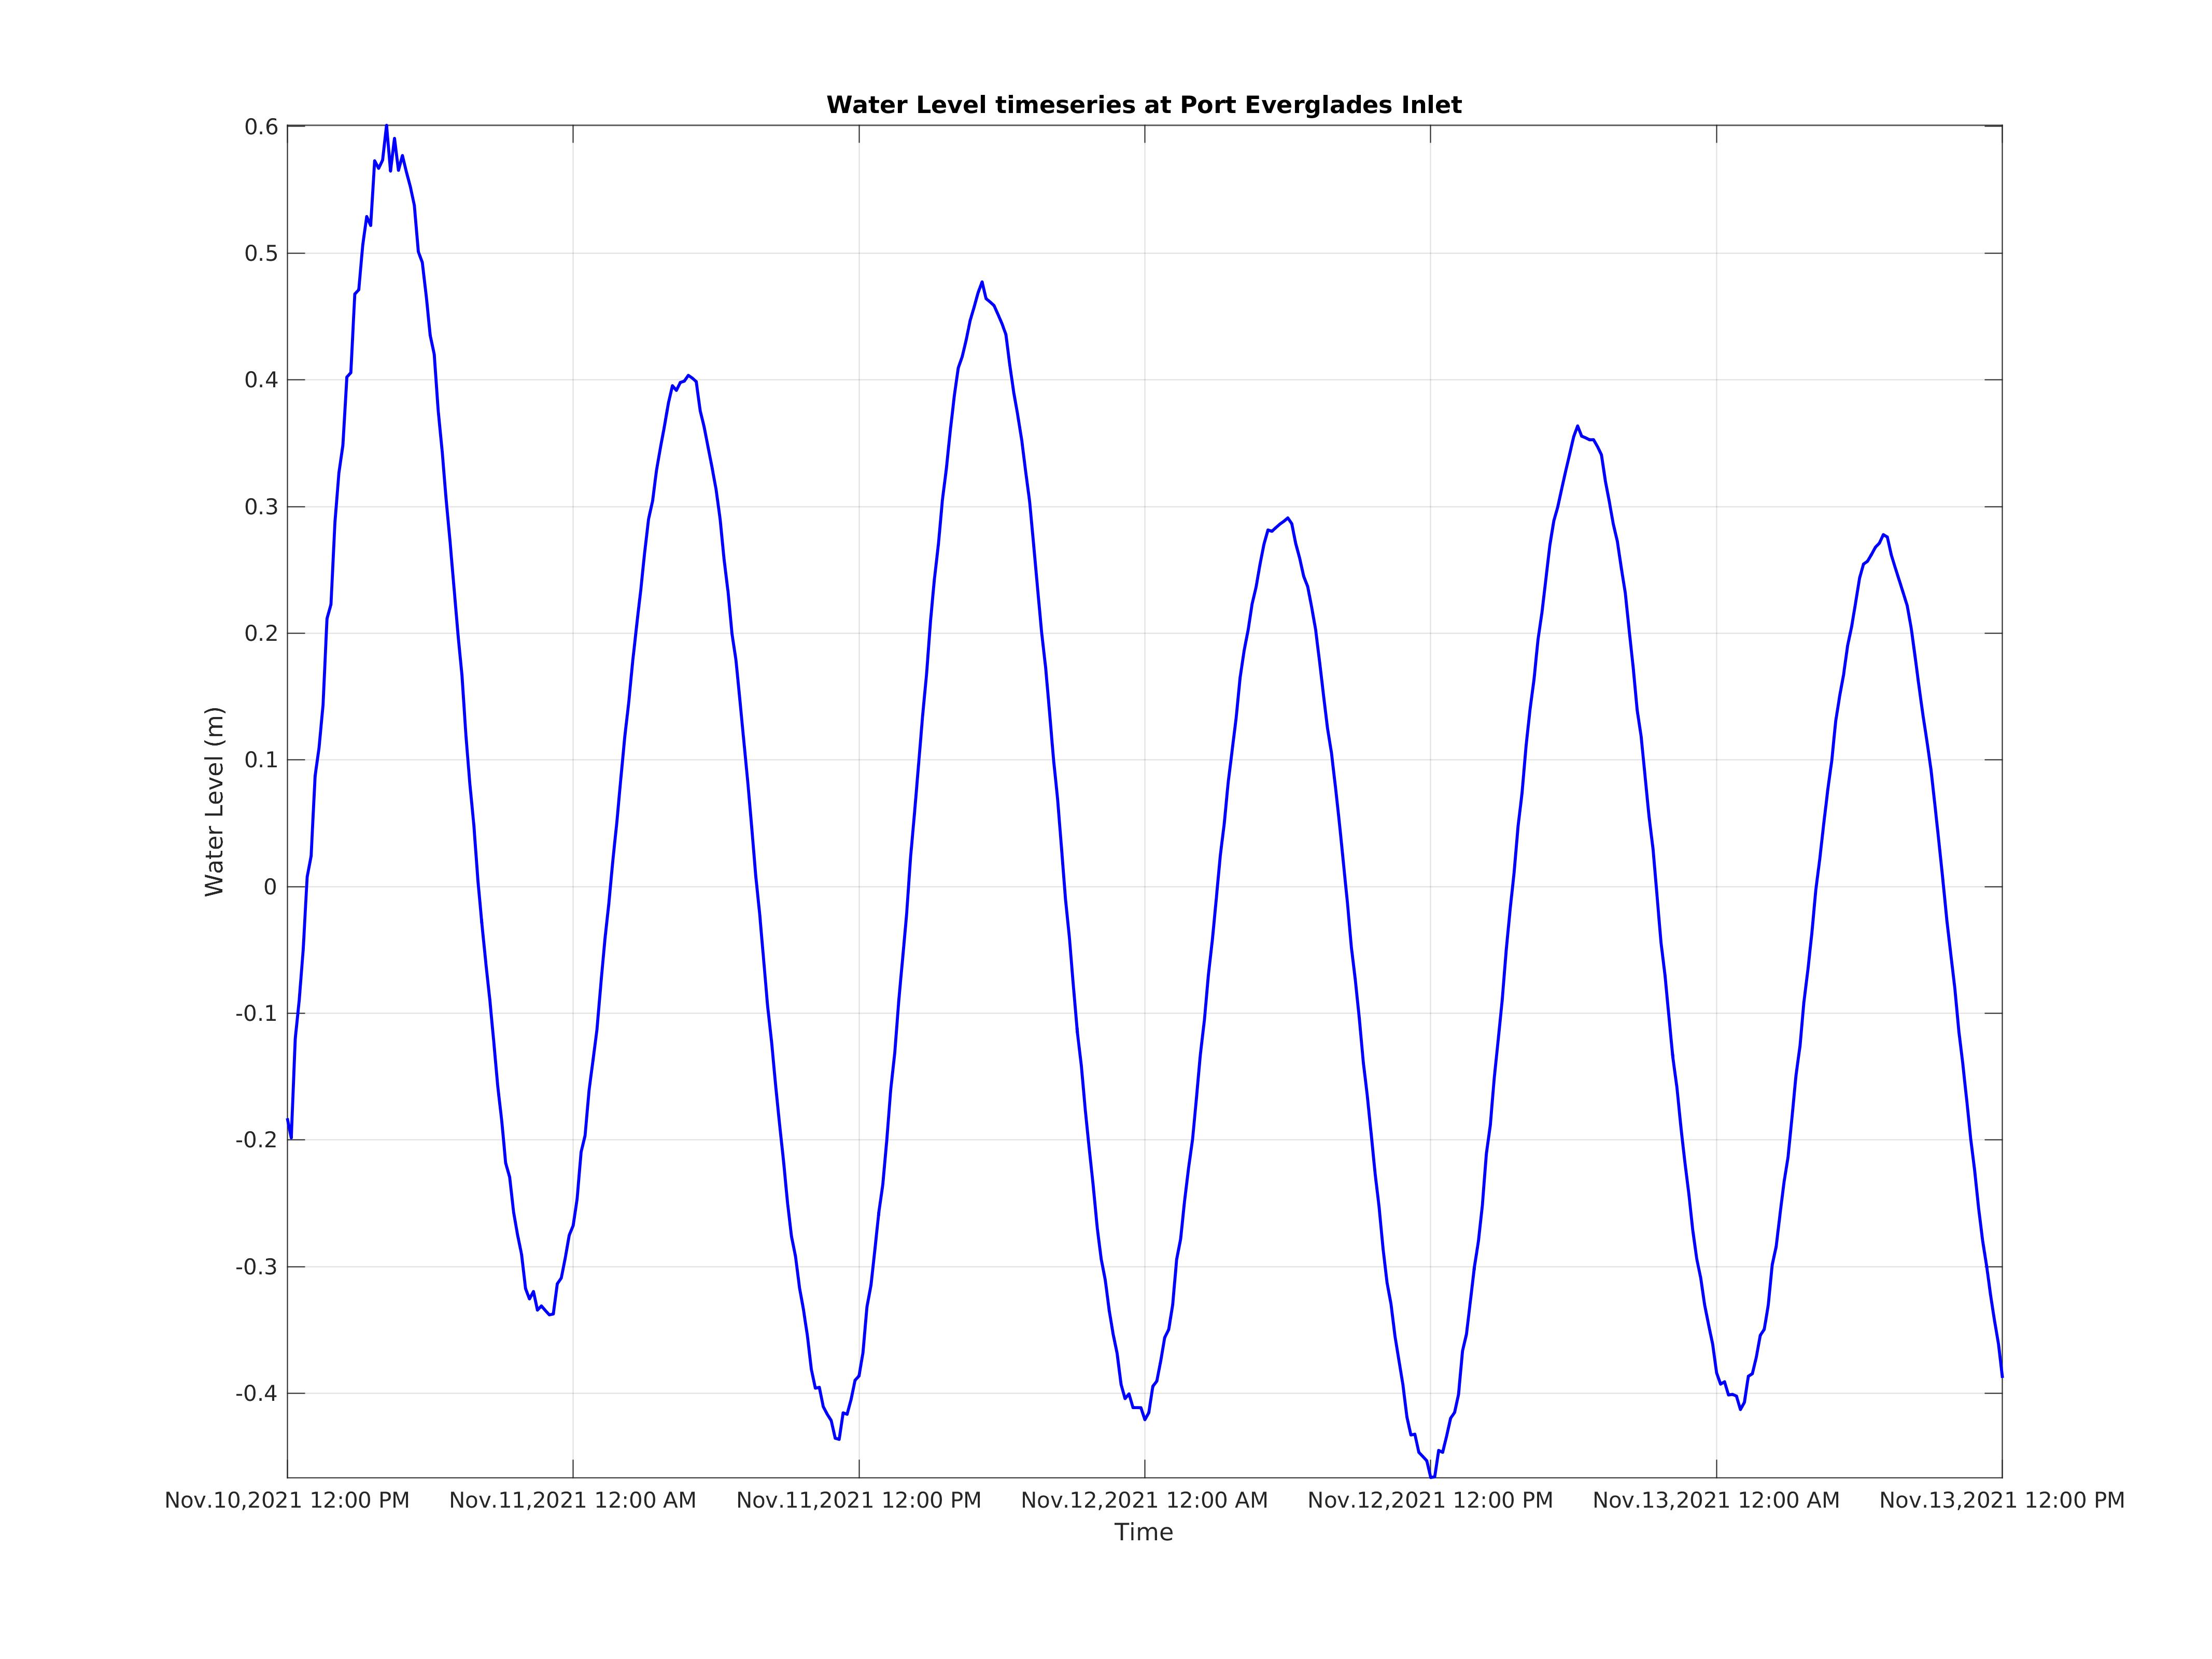 Water Level timeseries at Port Everglades Inlet
0.6
0.5
0.4
0.3
0.2
0.1
0
-0.1
-0.2
-0.3
-0.4
Water Level (m)
Nov.10,2021 12:00 PM Nov.11,2021 12:00 AM Nov.11,2021 12:00 PM Nov.12,2021 12:00 AM Nov.12,2021 12:00 PM Nov.13,2021 12:00 AM Nov.13,2021 12:00 PM
Time